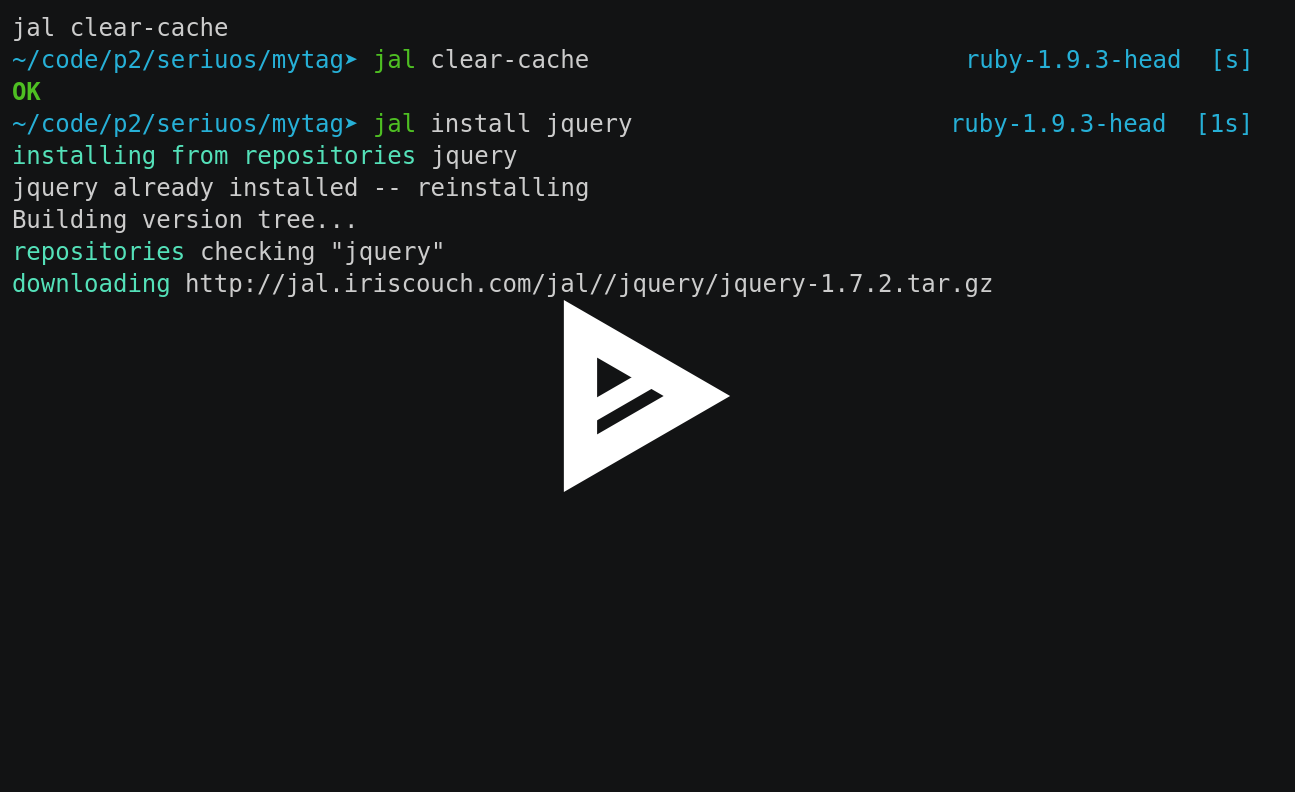 jal clear-cache
~/code/p2/seriuos/mytag➤ jal clear-cache ruby-1.9.3-head [s]
OK
~/code/p2/seriuos/mytag➤ jal install jquery ruby-1.9.3-head [1s]
installing from repositories jquery
jquery already installed -- reinstalling
Building version tree...
repositories checking "jquery"
downloading http://jal.iriscouch.com/jal//jquery/jquery-1.7.2.tar.gz